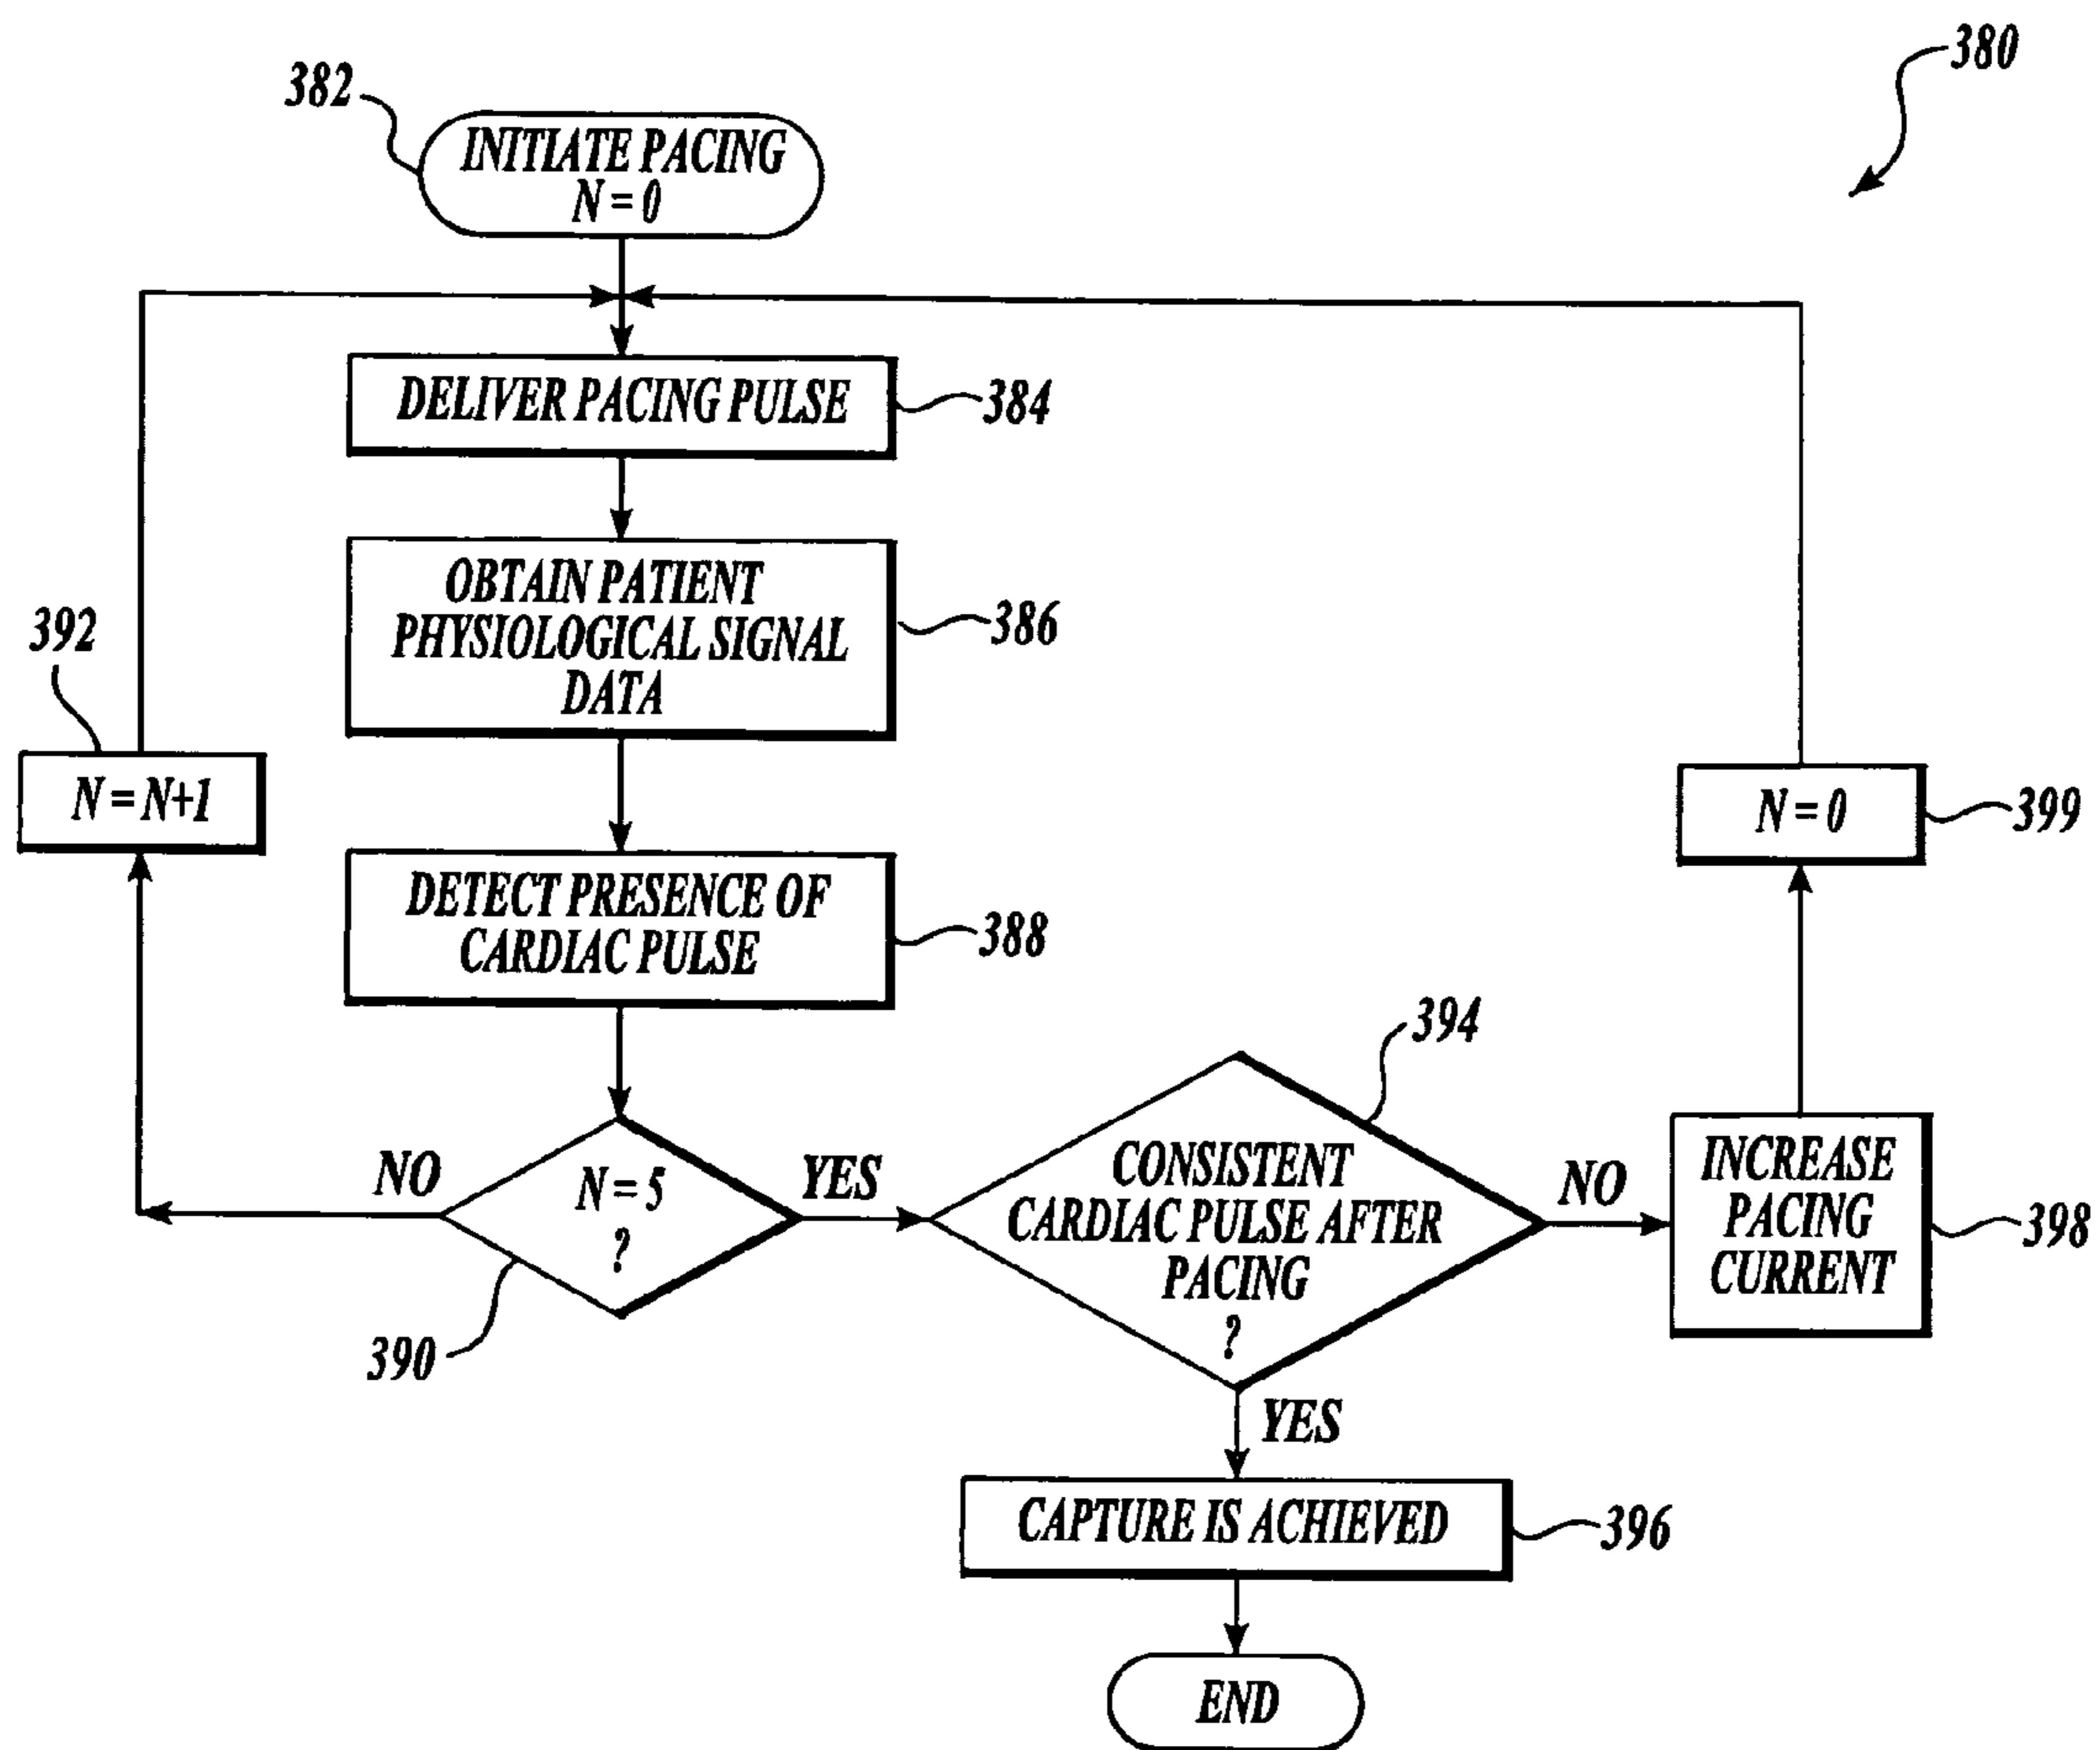 380
382
INITIATE PACING
N = 0
DELIVER PACING PULSE
384
OBTAIN PATIENT
PHYSIOLOGICAL SIGNAL
DATA
386
392
N = N+1
N = 0
399
DETECT PRESENCE OF
CARDIAC PULSE
388
394
NO
N = 5
?
YES
390
CONSISTENT
CARDIAC PULSE AFTER
PACING
?
NO
INCREASE
PACING
CURRENT
398
YES
CAPTURE IS ACHIEVED
396
END